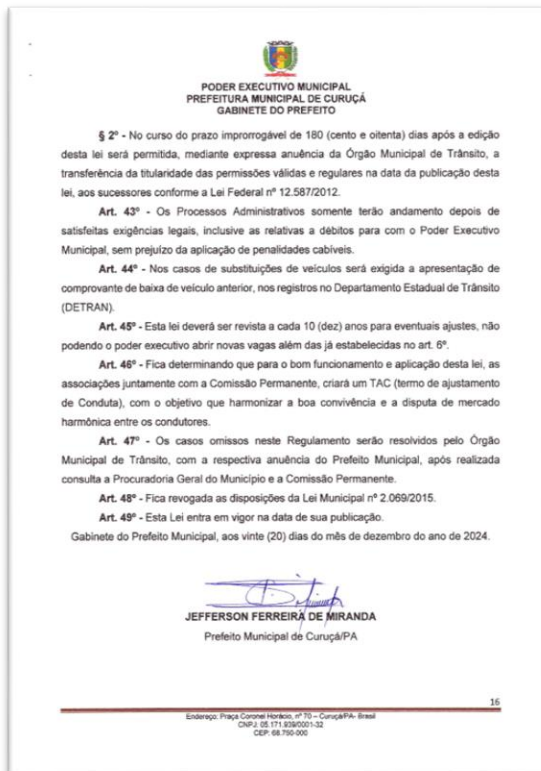 PODER EXECUTIVO MUNICIPAL
PREFEITURA MUNICIPAL DE CURUÇÁ
GABINETE DO PREFEITO
§ 2º - No curso do prazo improrrogável de 180 (cento e oitenta) dias após a edição
desta lei será permitida, mediante expressa anuência da Órgão Municipal de Trânsito, a
transferência da titularidade das permissões válidas e regulares na data da publicação desta
lei, aos sucessores conforme a Lei Federal nº 12.587/2012.
Art. 43º - Os Processos Administrativos somente terão andamento depois de
satisfeitas exigências legais, inclusive as relativas a débitos para com o Poder Executivo
Municipal, sem prejuízo da aplicação de penalidades cabíveis.
Art. 44º - Nos casos de substituições de veículos será exigida a apresentação de
comprovante de baixa de veículo anterior, nos registros no Departamento Estadual de Trânsito
(DETRAN).
Art. 45º - Esta lei deverá ser revista a cada 10 (dez) anos para eventuais ajustes, não
podendo o poder executivo abrir novas vagas além das já estabelecidas no art. 6º.
Art. 46º - Fica determinando que para o bom funcionamento e aplicação desta lei, as
associações juntamente com a Comissão Permanente, criará um TAC (termo de ajustamento
de Conduta), com o objetivo que harmonizar a boa convivência e a disputa de mercado
harmônica entre os condutores.
Art. 47º - Os casos omissos neste Regulamento serão resolvidos pelo Órgão
Municipal de Trânsito, com a respectiva anuência do Prefeito Municipal, após realizada
consulta a Procuradoria Geral do Município e a Comissão Permanente.
Art. 48º - Fica revogada as disposições da Lei Municipal nº 2.069/2015.
Art. 49º - Esta Lei entra em vigor na data de sua publicação.
Gabinete do Prefeito Municipal, aos vinte (20) dias do mês de dezembro do ano de 2024.
JEFFERSON FERREIRA DE MIRANDA
Prefeito Municipal de Curuçá/PA
16
Endereço: Praça Coronel Horácio, nº 70 – Curuçá/PA- Brasil
CNPJ: 05.171.939/0001-32
CEP: 68.750-000